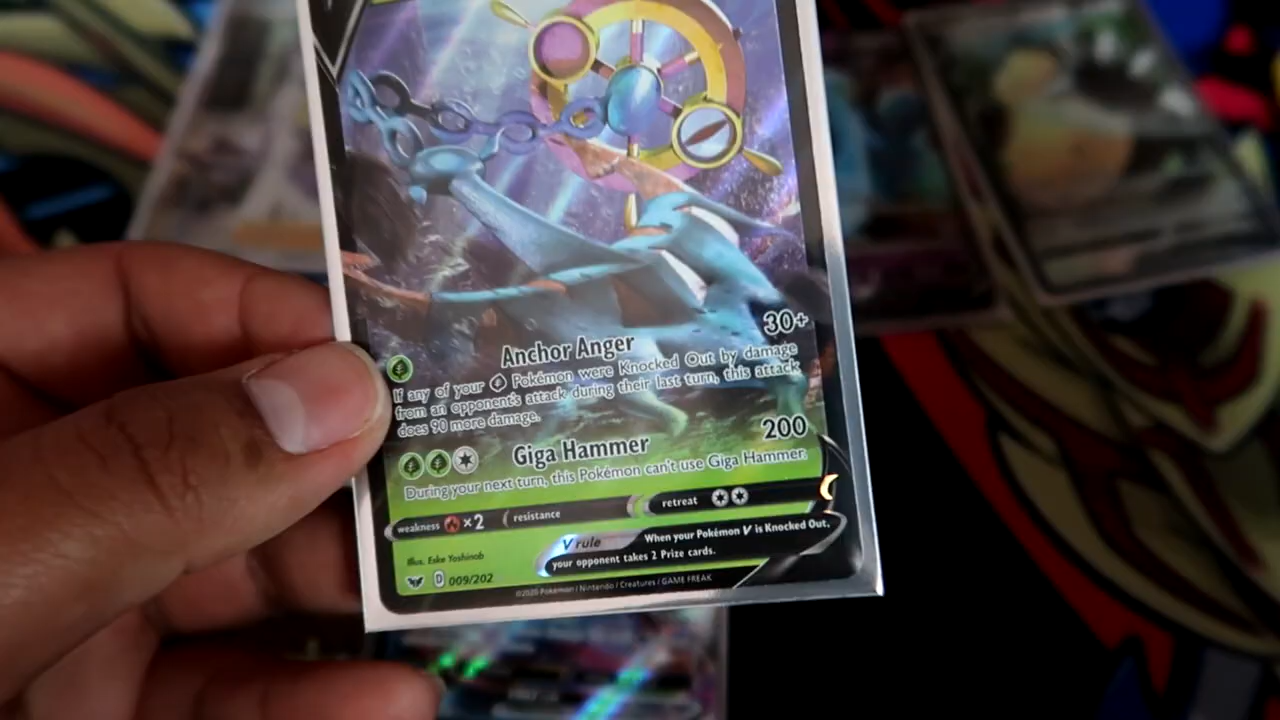 Anchor Anger 30+
If any of your Pokémon were Knocked Out by damage
from an opponent's attack during their last turn, this attack
does 90 more damage.
Giga Hammer 200
During your next turn, this Pokémon can't use Giga Hammer.
weakness ×2 resistance retreat
V rule When your Pokémon V is Knocked Out,
your opponent takes 2 Prize cards.
Illus. Eske Yoshinob
D 009/202
©2020 Pokémon / Nintendo / Creatures / GAME FREAK